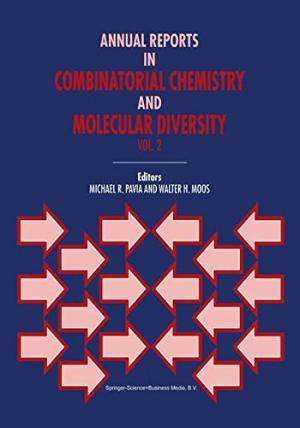 ANNUAL REPORTS
IN
COMBINATORIAL CHEMISTRY
AND
MOLECULAR DIVERSITY
VOL. 2
Editors
MICHAEL R. PAVIA AND WALTER H. MOOS
Springer-Science+Business Media, B.V.